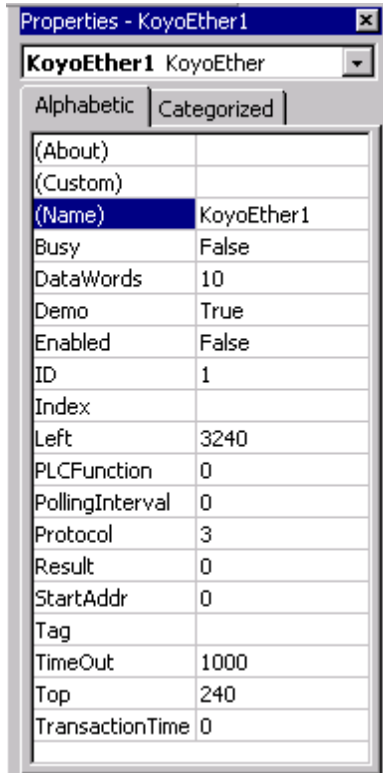 Properties - KoyoEther1
KoyoEther1 KoyoEther
Alphabetic Categorized
(About)
(Custom)
(Name) KoyoEther1
Busy False
DataWords 10
Demo True
Enabled False
ID 1
Index
Left 3240
PLCFunction 0
PollingInterval 0
Protocol 3
Result 0
StartAddr 0
Tag
TimeOut 1000
Top 240
TransactionTime 0